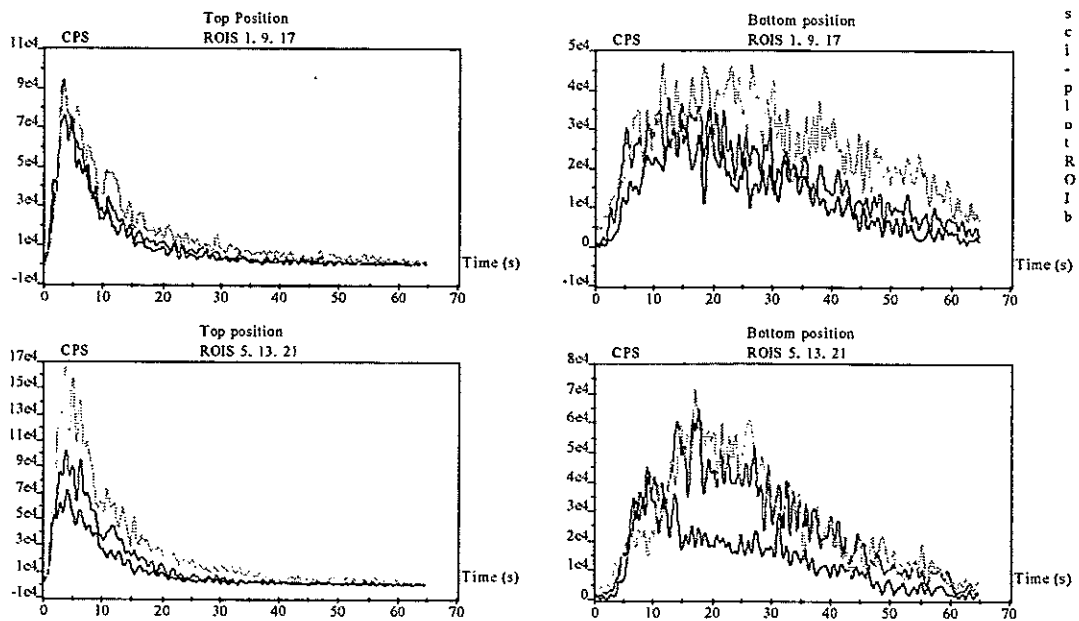 Top Position
CPS ROIS 1. 9. 17
11e4
9e4
7e4
5e4
3e4
1e4
-1e4
0 10 20 30 40 50 60 70
Time (s)
Bottom position
CPS ROIS 1. 9. 17
5e4
4e4
3e4
2e4
1e4
0
-1e4
0 10 20 30 40 50 60 70
Time (s)
Top position
CPS ROIS 5. 13. 21
17e4
15e4
13e4
11e4
9e4
7e4
5e4
3e4
1e4
-1e4
0 10 20 30 40 50 60 70
Time (s)
Bottom position
CPS ROIS 5. 13. 21
8e4
7e4
6e4
5e4
4e4
3e4
2e4
1e4
0
0 10 20 30 40 50 60 70
Time (s)
sci-plotROIb